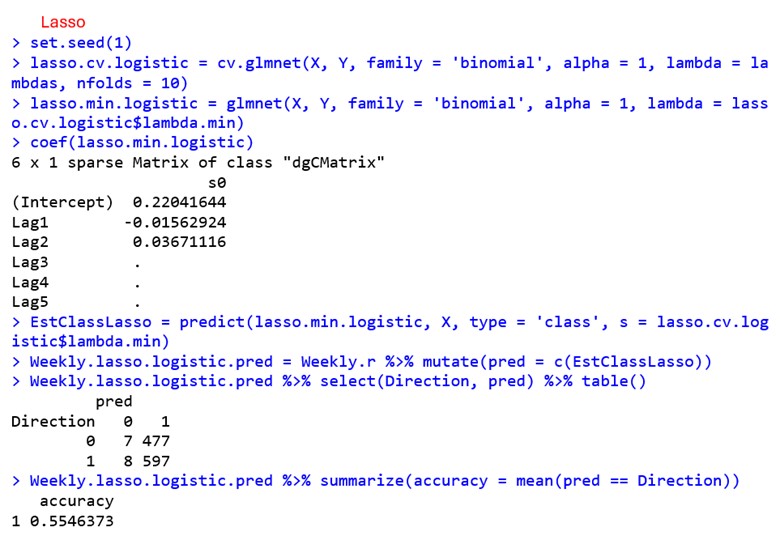 Lasso
> set.seed(1)
> lasso.cv.logistic = cv.glmnet(X, Y, family = 'binomial', alpha = 1, lambda = la
mbdas, nfolds = 10)
> lasso.min.logistic = glmnet(X, Y, family = 'binomial', alpha = 1, lambda = lass
o.cv.logistic$lambda.min)
> coef(lasso.min.logistic)
6 x 1 sparse Matrix of class "dgCMatrix"
                     s0
(Intercept)  0.22041644
Lag1        -0.01562924
Lag2         0.03671116
Lag3         .
Lag4         .
Lag5         .
> EstClassLasso = predict(lasso.min.logistic, X, type = 'class', s = lasso.cv.log
istic$lambda.min)
> Weekly.lasso.logistic.pred = Weekly.r %>% mutate(pred = c(EstClassLasso))
> Weekly.lasso.logistic.pred %>% select(Direction, pred) %>% table()
         pred
Direction   0   1
        0   7 477
        1   8 597
> Weekly.lasso.logistic.pred %>% summarize(accuracy = mean(pred == Direction))
   accuracy
1 0.5546373